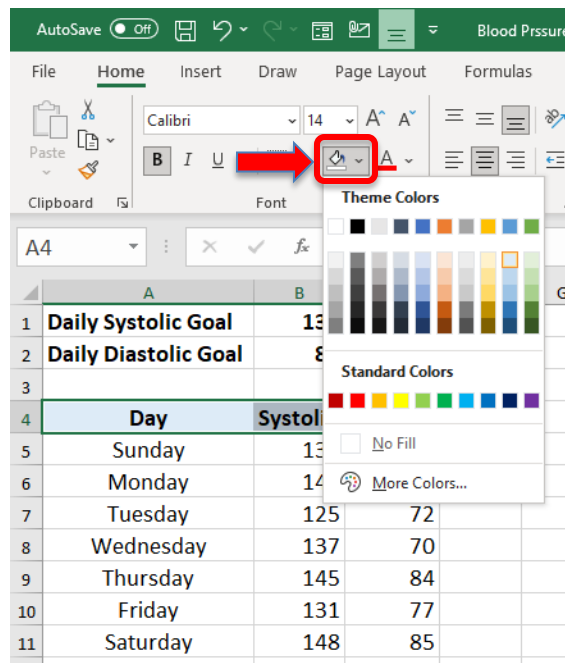 AutoSave Off Blood Prssure
File Home Insert Draw Page Layout Formulas
Calibri 14 A A
Paste B I U A
Clipboard Font
A4 fx
Theme Colors
Standard Colors
No Fill
More Colors...
A B G
1 Daily Systolic Goal
2 Daily Diastolic Goal
3
4 Day
5 Sunday
6 Monday
7 Tuesday 125 72
8 Wednesday 137 70
9 Thursday 145 84
10 Friday 131 77
11 Saturday 148 85